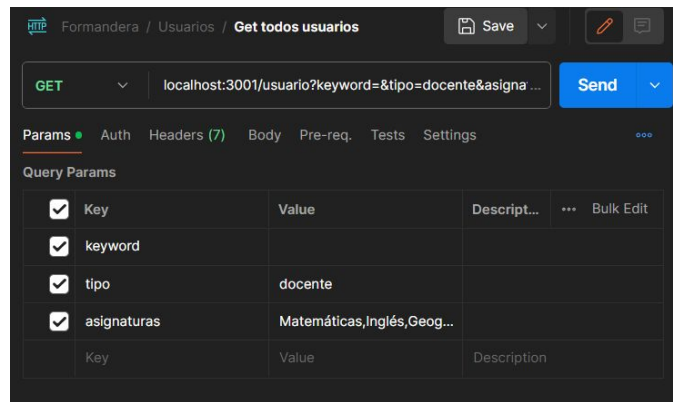 HTTP Formandera / Usuarios / Get todos usuarios Save
GET localhost:3001/usuario?keyword=&tipo=docente&asigna... Send
Params Auth Headers (7) Body Pre-req. Tests Settings
Query Params
Key Value Descript... Bulk Edit
keyword
tipo docente
asignaturas Matemáticas,Inglés,Geog...
Key Value Description